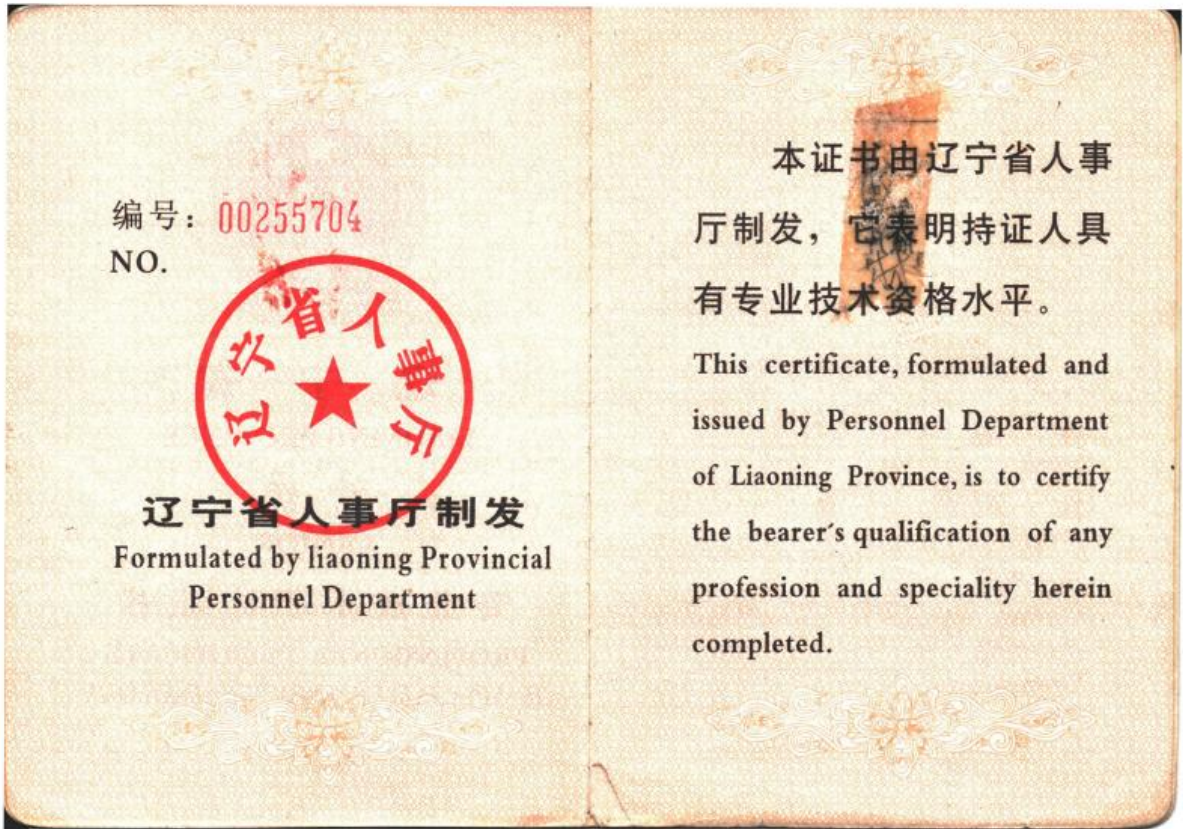 编号：00255704
NO.
辽宁省人事厅
辽宁省人事厅制发
Formulated by liaoning Provincial
Personnel Department
本证书由辽宁省人事
厅制发，它表明持证人具
有专业技术资格水平。
This certificate, formulated and
issued by Personnel Department
of Liaoning Province, is to certify
the bearer's qualification of any
profession and speciality herein
completed.